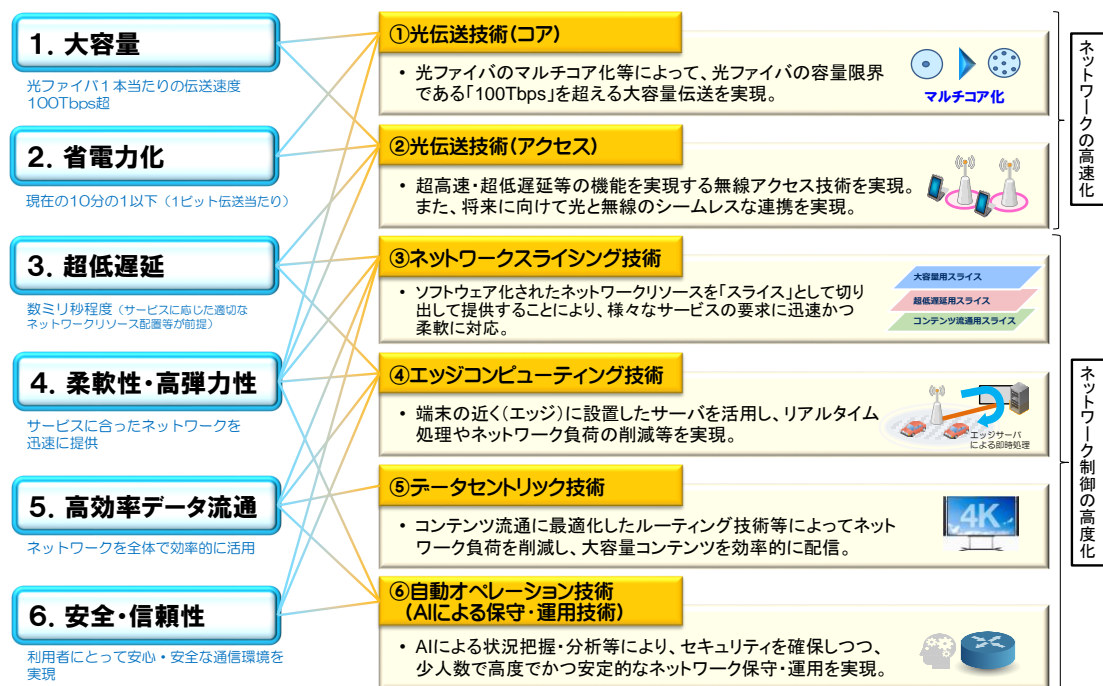 1. 大容量
光ファイバ1本当たりの伝送速度
100Tbps超
2. 省電力化
現在の10分の1以下（1ビット伝送当たり）
3. 超低遅延
数ミリ秒程度（サービスに応じた適切な
ネットワークリソース配置等が前提）
4. 柔軟性・高弾力性
サービスに合ったネットワークを
迅速に提供
5. 高効率データ流通
ネットワークを全体で効率的に活用
6. 安全・信頼性
利用者にとって安心・安全な通信環境を
実現
①光伝送技術(コア)
・ 光ファイバのマルチコア化等によって、光ファイバの容量限界
である「100Tbps」を超える大容量伝送を実現。
マルチコア化
②光伝送技術(アクセス)
・ 超高速・超低遅延等の機能を実現する無線アクセス技術を実現。
また、将来に向けて光と無線のシームレスな連携を実現。
③ネットワークスライシング技術
・ ソフトウェア化されたネットワークリソースを「スライス」として切り
出して提供することにより、様々なサービスの要求に迅速かつ
柔軟に対応。
大容量用スライス
超低遅延用スライス
コンテンツ流通用スライス
④エッジコンピューティング技術
・ 端末の近く(エッジ)に設置したサーバを活用し、リアルタイム
処理やネットワーク負荷の削減等を実現。
エッジサーバ
による即時処理
⑤データセントリック技術
・ コンテンツ流通に最適化したルーティング技術等によってネット
ワーク負荷を削減し、大容量コンテンツを効率的に配信。
4K
⑥自動オペレーション技術
(AIによる保守・運用技術)
・ AIによる状況把握・分析等により、セキュリティを確保しつつ、
少人数で高度でかつ安定的なネットワーク保守・運用を実現。
ネットワークの高速化
ネットワーク制御の高度化